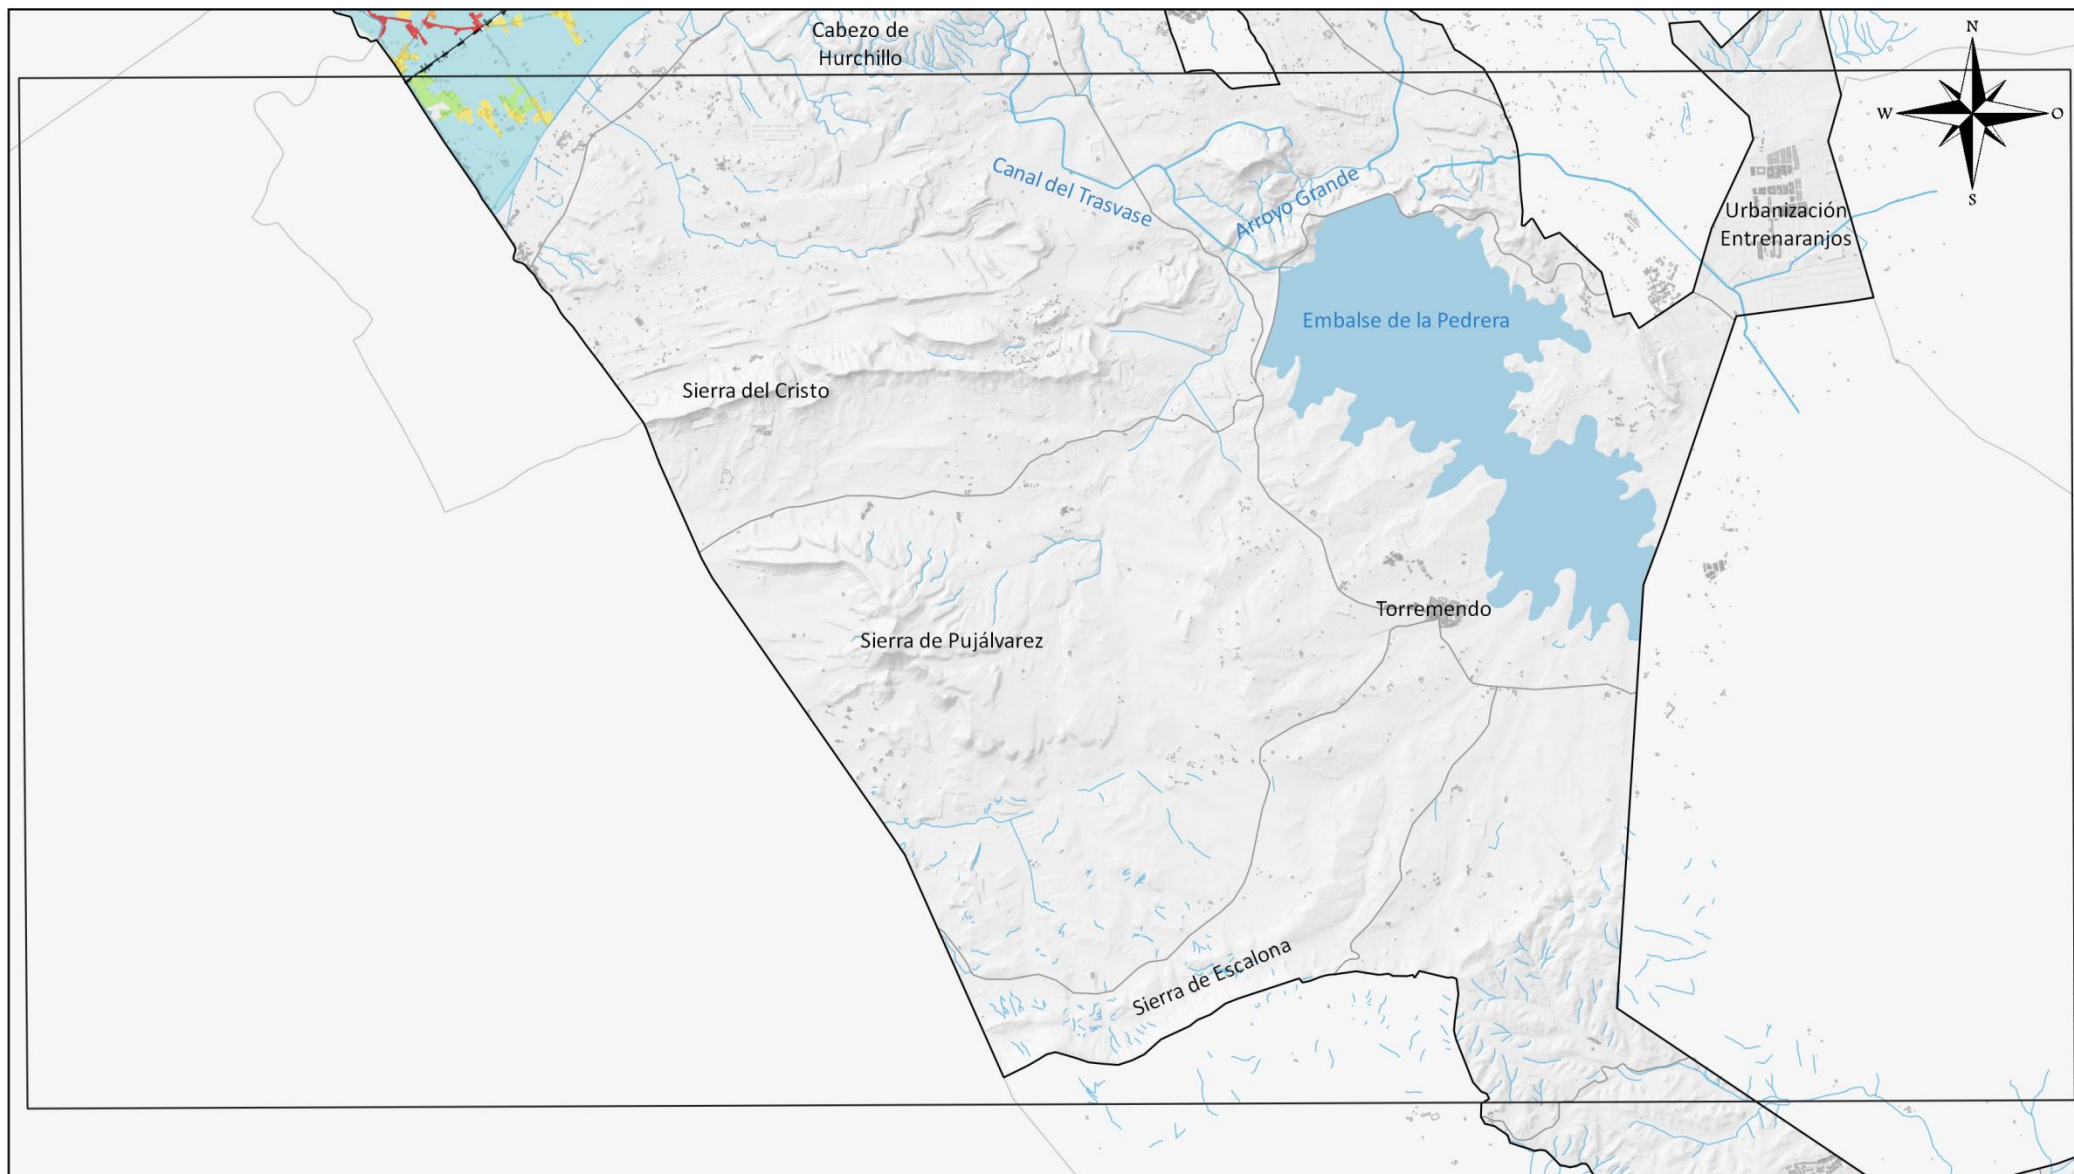 Cabezo de
Hurchillo
N
W
O
S
Canal del Trasvase
Arroyo Grande
Urbanización
Entrenaranjos
Embalse de la Pedrera
Sierra del Cristo
Torremendo
Sierra de Pujálvarez
Sierra de Escalona